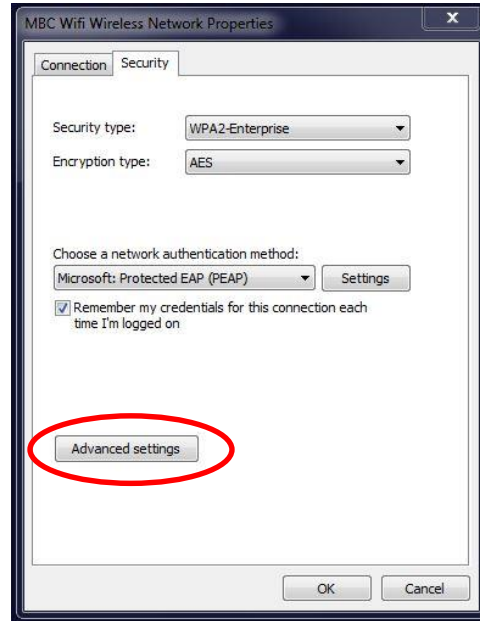 MBC Wifi Wireless Network Properties
x
Connection Security
Security type: WPA2-Enterprise
Encryption type: AES
Choose a network authentication method:
Microsoft: Protected EAP (PEAP) Settings
Remember my credentials for this connection each
time I'm logged on
Advanced settings
OK Cancel